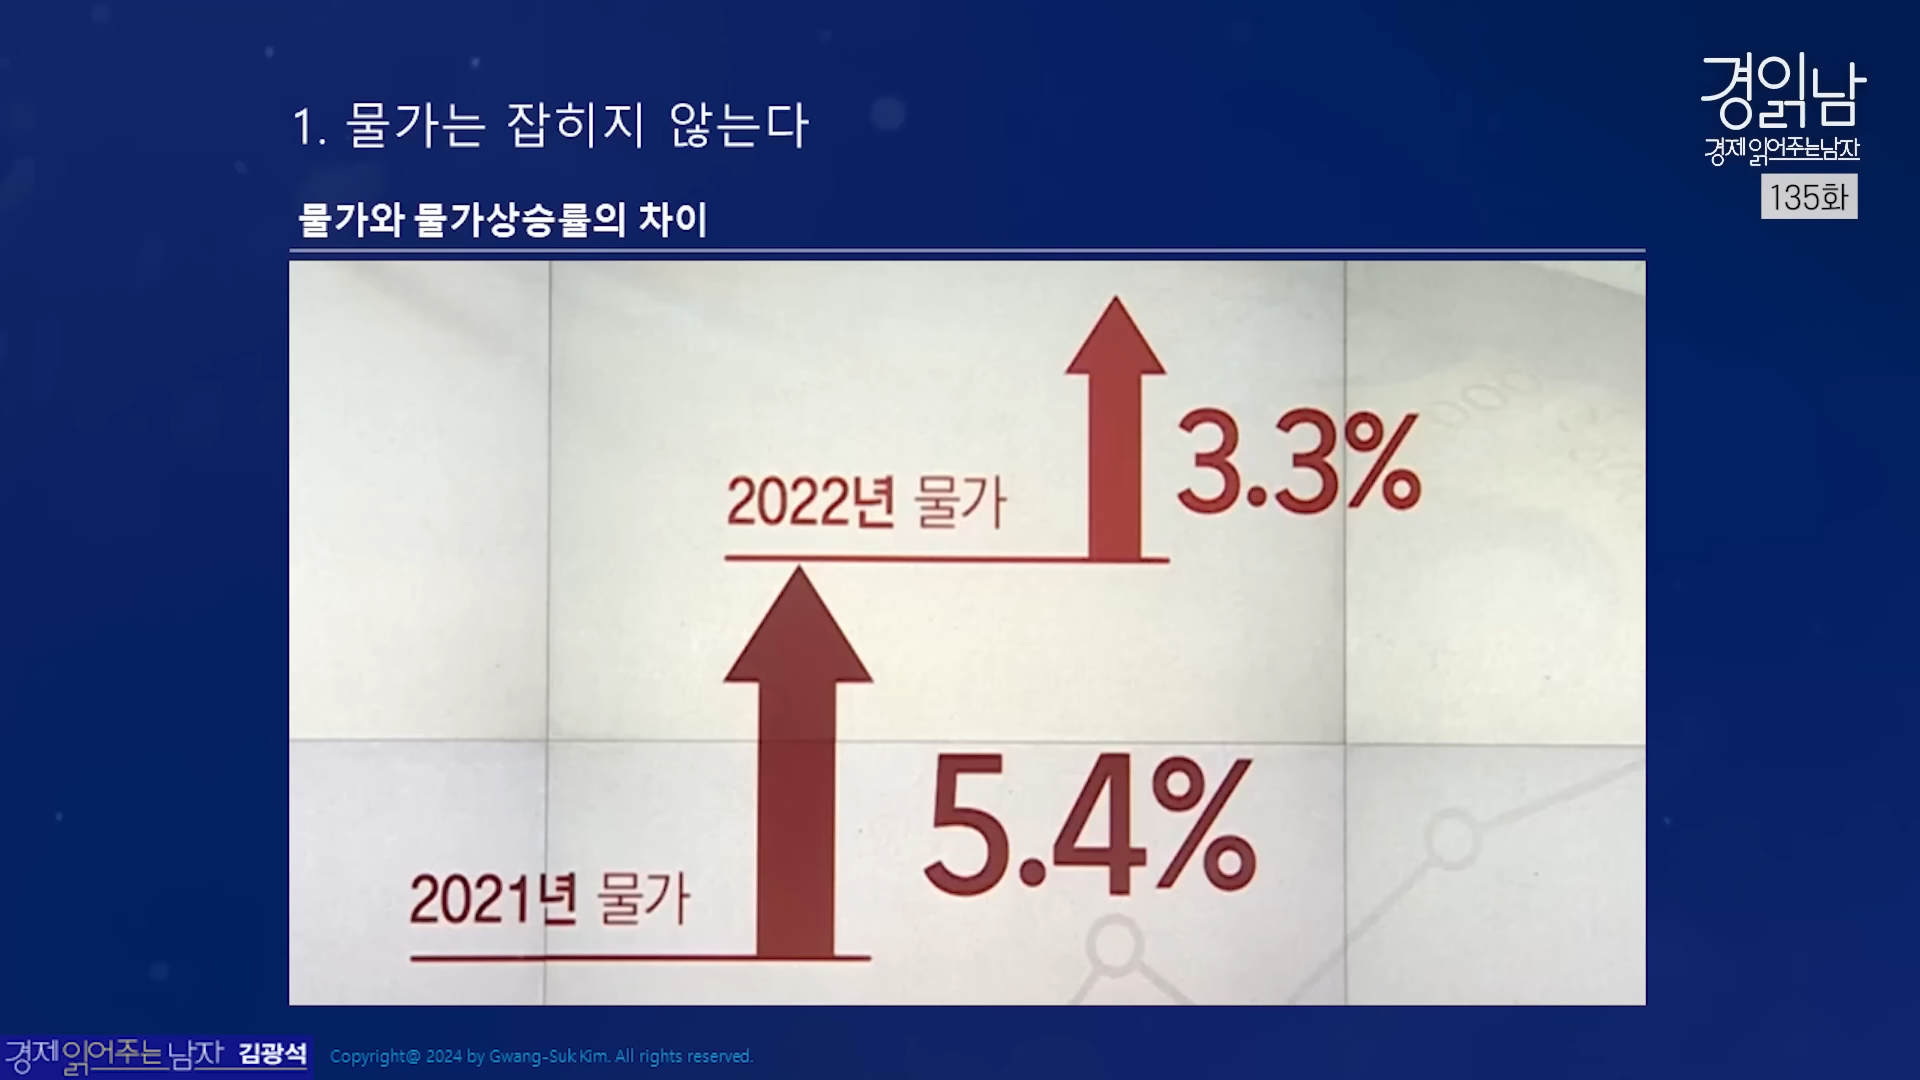 1. 물가는 잡히지 않는다
물가와 물가상승률의 차이
경읽남
경제 읽어주는남자
135화
3.3%
2022년 물가
5.4%
2021년 물가
경제 읽어주는 남자 김광석
Copyright@ 2024 by Gwang-Suk Kim. All rights reserved.